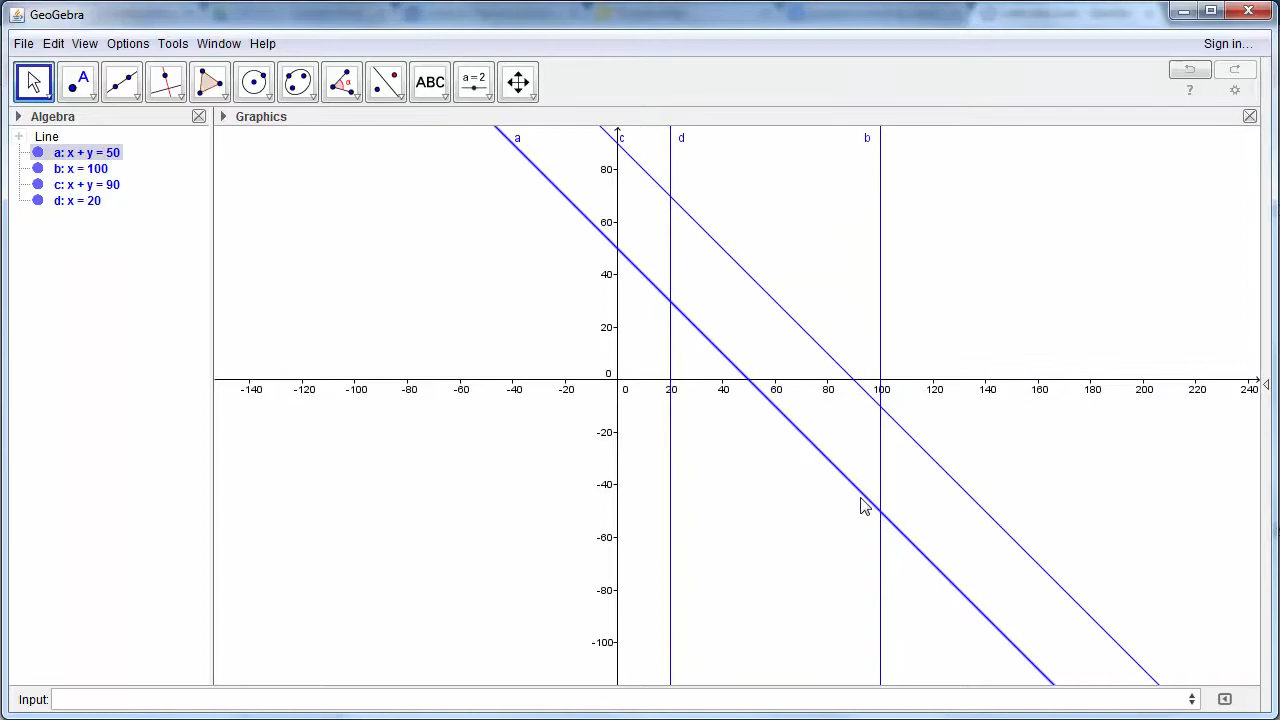 GeoGebra
File Edit View Options Tools Window Help Sign in...
A α ABC a=2 ?
Algebra
Graphics
Line
a: x + y = 50
b: x = 100
c: x + y = 90
d: x = 20
a c d b
80
60
40
20
0
-140 -120 -100 -80 -60 -40 -20 0 20 40 60 80 100 120 140 160 180 200 220 240
-20
-40
-60
-80
-100
Input: